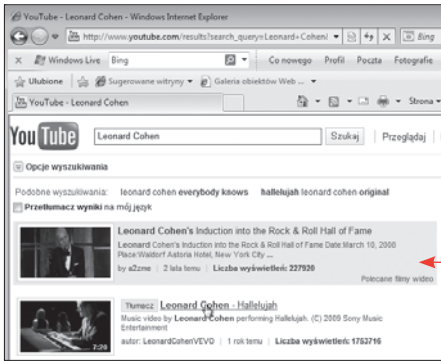 YouTube - Leonard Cohen - Windows Internet Explorer
http://www.youtube.com/results?search_query=Leonard+Cohen
Bing
Windows Live Bing Co nowego Profil Poczta Fotografie
Ulubione Sugerowane witryny Galeria obiektów Web ...
YouTube - Leonard Cohen Strona
YouTube Leonard Cohen Szukaj Przeglądaj
Opcje wyszukiwania
Podobne wyszukiwania: leonard cohen everybody knows hallelujah leonard cohen original
Przetłumacz wyniki na mój język
Leonard Cohen's Induction into the Rock & Roll Hall of Fame
Leonard Cohen's Induction into the Rock & Roll Hall of Fame Date:March 10, 2008
Place:Waldorf Aatoria Hotel, New York City ...
by a2zme | 2 lata temu | Liczba wyświetleń: 227920
Polecane filmy wideo
Tłumacz Leonard Cohen - Hallelujah
Music video by Leonard Cohen performing Hallelujah. (C) 2009 Sony Music
Entertainment
7:20 autor: LeonardCohenVEVO | 1 rok temu | Liczba wyświetleń: 1763716